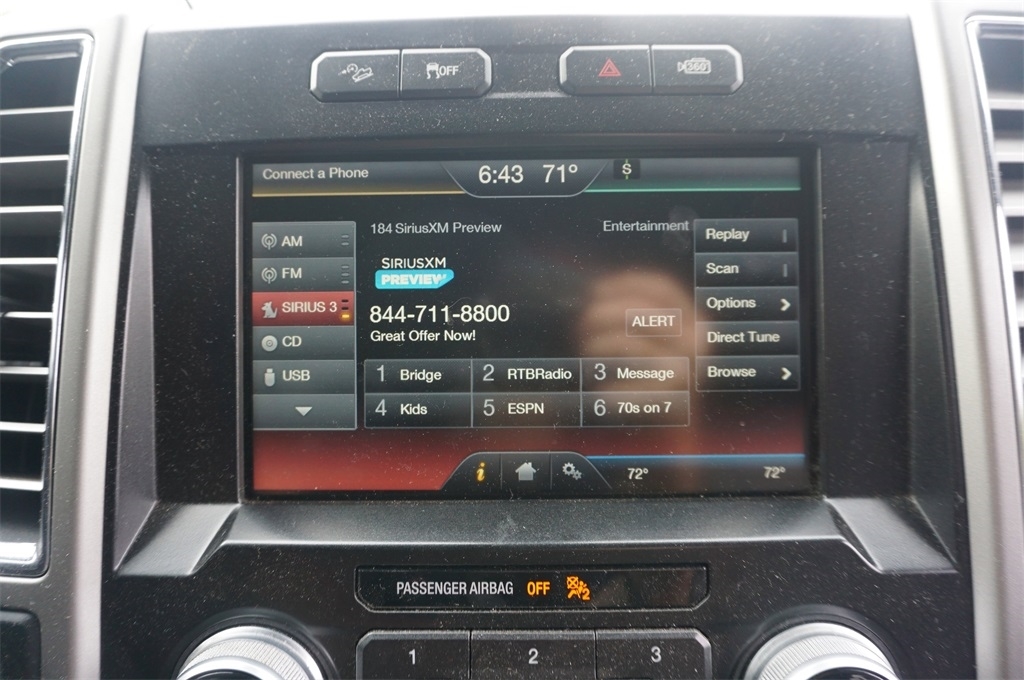 OFF
360°
Connect a Phone
6:43 71°
S
AM
FM
SIRIUS 3
CD
USB
184 SiriusXM Preview
Entertainment
SIRIUSXM
PREVIEW
844-711-8800
Great Offer Now!
ALERT
1 Bridge
2 RTBRadio
3 Message
4 Kids
5 ESPN
6 70s on 7
Replay
Scan
Options
Direct Tune
Browse
i
72°
72°
PASSENGER AIRBAG OFF
2
1
2
3